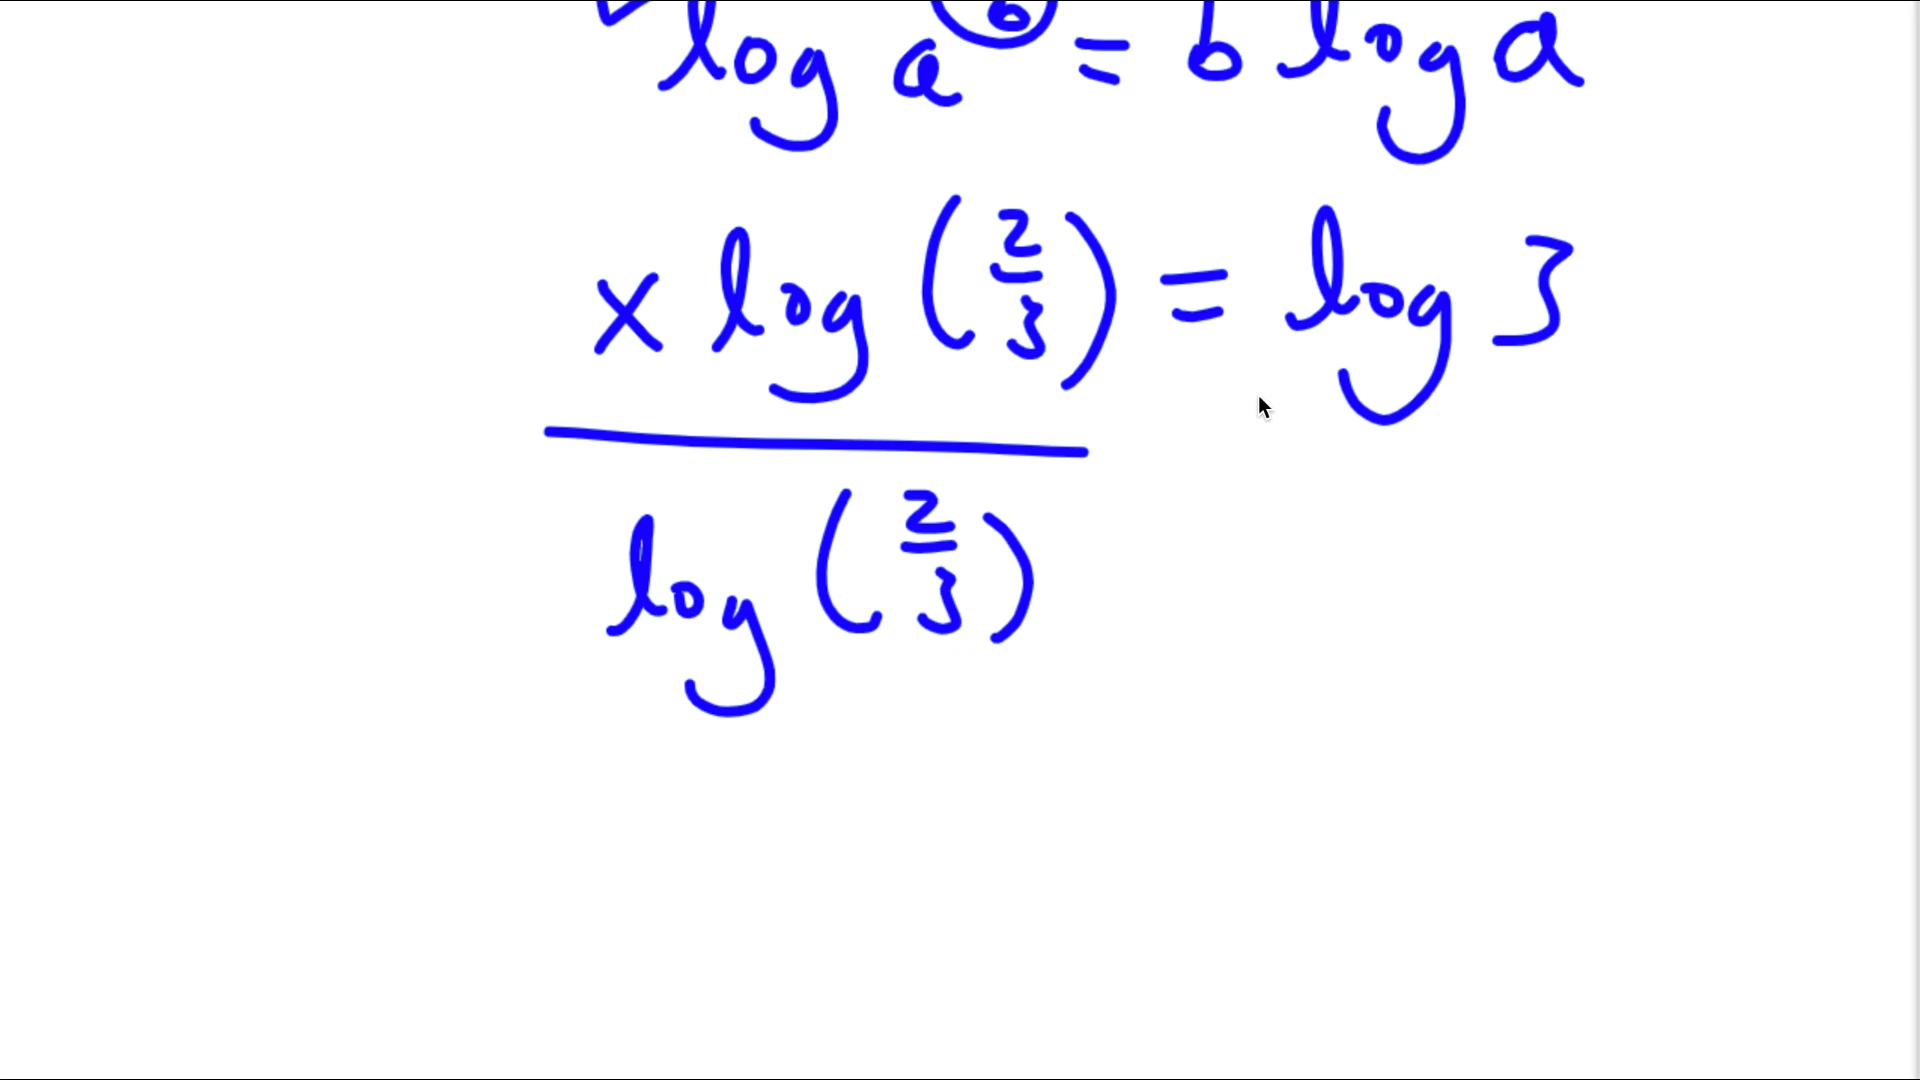 log a^b = b log a
x log (2/3) = log 3
log (2/3)